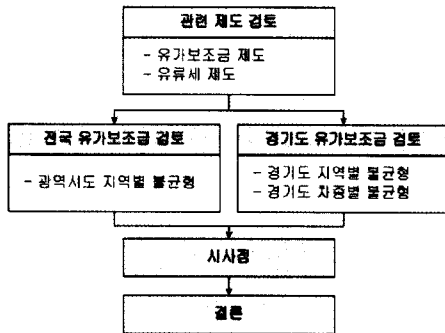 관련 제도 검토
- 유가보조금 제도
- 유류세 제도
전국 유가보조금 검토
- 광역시도 지역별 불균형
경기도 유가보조금 검토
- 경기도 지역별 불균형
- 경기도 차종별 불균형
시사점
결론